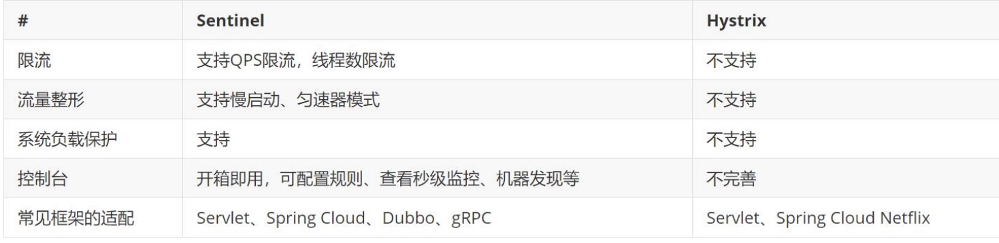 # Sentinel Hystrix
限流 支持QPS限流，线程数限流 不支持
流量整形 支持慢启动、匀速器模式 不支持
系统负载保护 支持 不支持
控制台 开箱即用，可配置规则、查看秒级监控、机器发现等 不完善
常见框架的适配 Servlet、Spring Cloud、Dubbo、gRPC Servlet、Spring Cloud Netflix